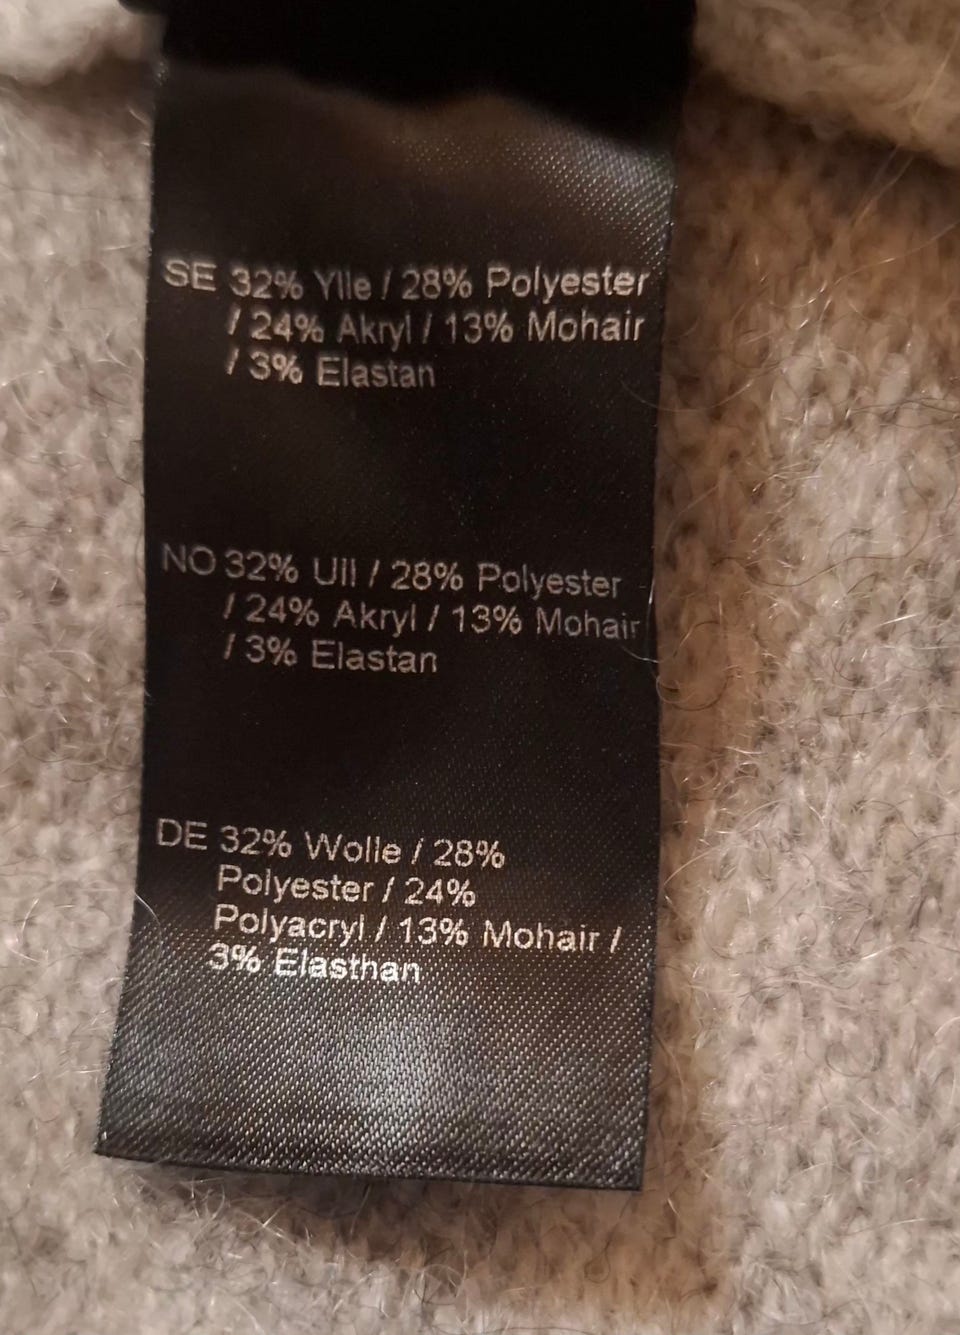 SE 32% Ylle / 28% Polyester
/ 24% Akryl / 13% Mohair
/ 3% Elastan
NO 32% Ull / 28% Polyester
/ 24% Akryl / 13% Mohair
/ 3% Elastan
DE 32% Wolle / 28%
Polyester / 24%
Polyacryl / 13% Mohair /
3% Elasthan